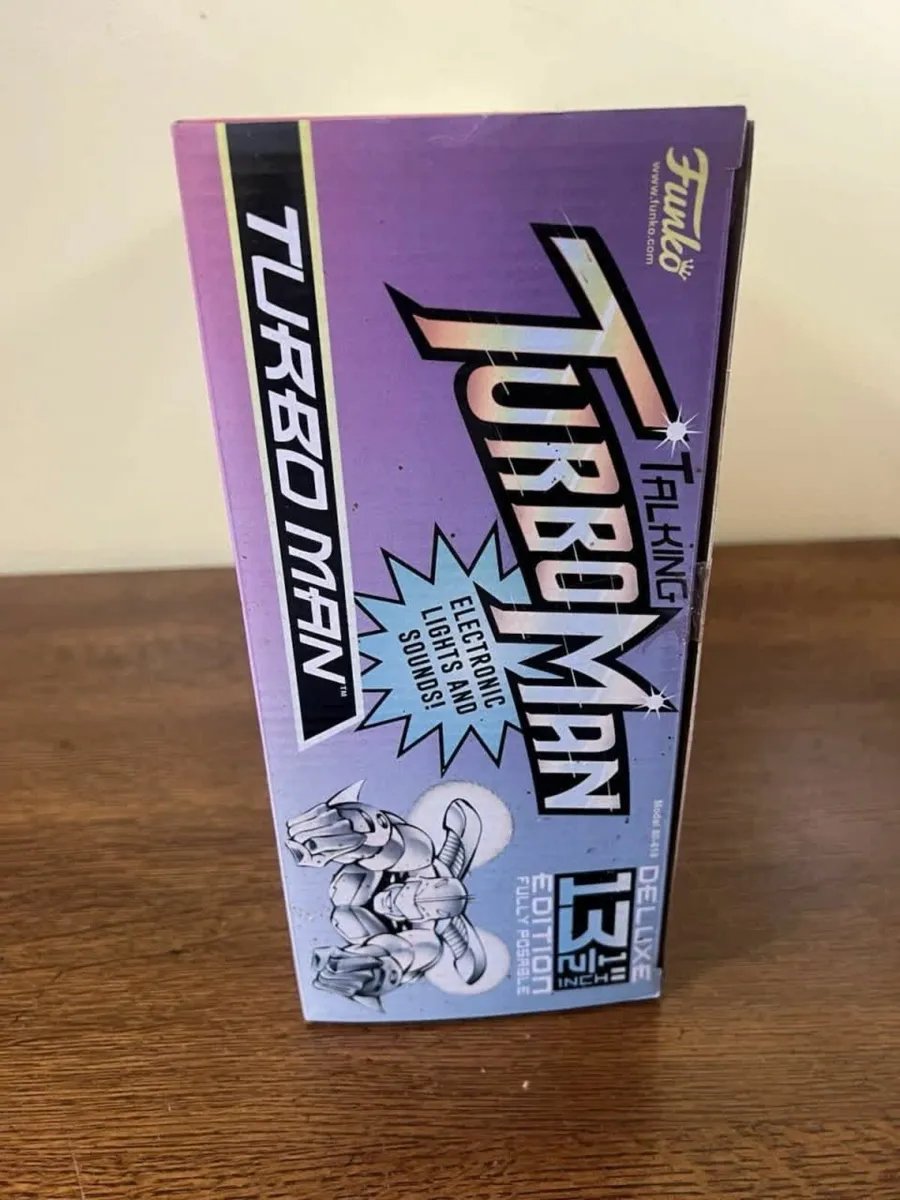 Funko
www.funko.com
TALKING
TURBO MAN
ELECTRONIC
LIGHTS AND
SOUNDS!
TURBO MAN™
DELUXE
13 1/2"
INCH
EDITION
FULLY POSABLE